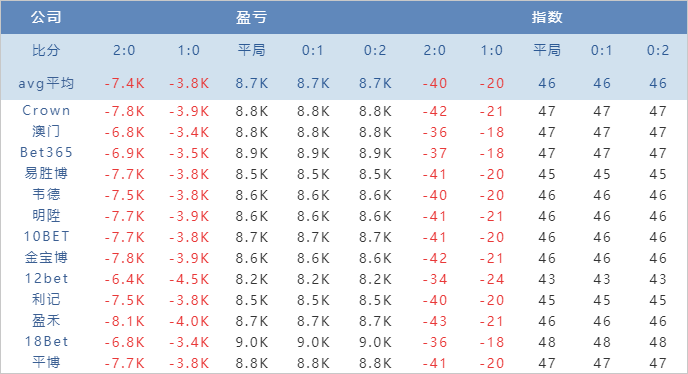 公司 盈亏 指数
比分 2:0 1:0 平局 0:1 0:2 2:0 1:0 平局 0:1 0:2
avg平均 -7.4K -3.8K 8.7K 8.7K 8.7K -40 -20 46 46 46
Crown -7.8K -3.9K 8.8K 8.8K 8.8K -42 -21 47 47 47
澳门 -6.8K -3.4K 8.8K 8.8K 8.8K -36 -18 47 47 47
Bet365 -6.9K -3.5K 8.9K 8.9K 8.9K -37 -18 47 47 47
易胜博 -7.7K -3.8K 8.5K 8.5K 8.5K -41 -20 45 45 45
韦德 -7.5K -3.8K 8.6K 8.6K 8.6K -40 -20 46 46 46
明陞 -7.7K -3.9K 8.6K 8.6K 8.6K -41 -21 46 46 46
10BET -7.7K -3.8K 8.7K 8.7K 8.7K -41 -20 46 46 46
金宝博 -7.8K -3.9K 8.6K 8.6K 8.6K -42 -21 46 46 46
12bet -6.4K -4.5K 8.2K 8.2K 8.2K -34 -24 43 43 43
利记 -7.5K -3.8K 8.5K 8.5K 8.5K -40 -20 45 45 45
盈禾 -8.1K -4.0K 8.7K 8.7K 8.7K -43 -21 46 46 46
18Bet -6.8K -3.4K 9.0K 9.0K 9.0K -36 -18 48 48 48
平博 -7.7K -3.8K 8.8K 8.8K 8.8K -41 -20 47 47 47